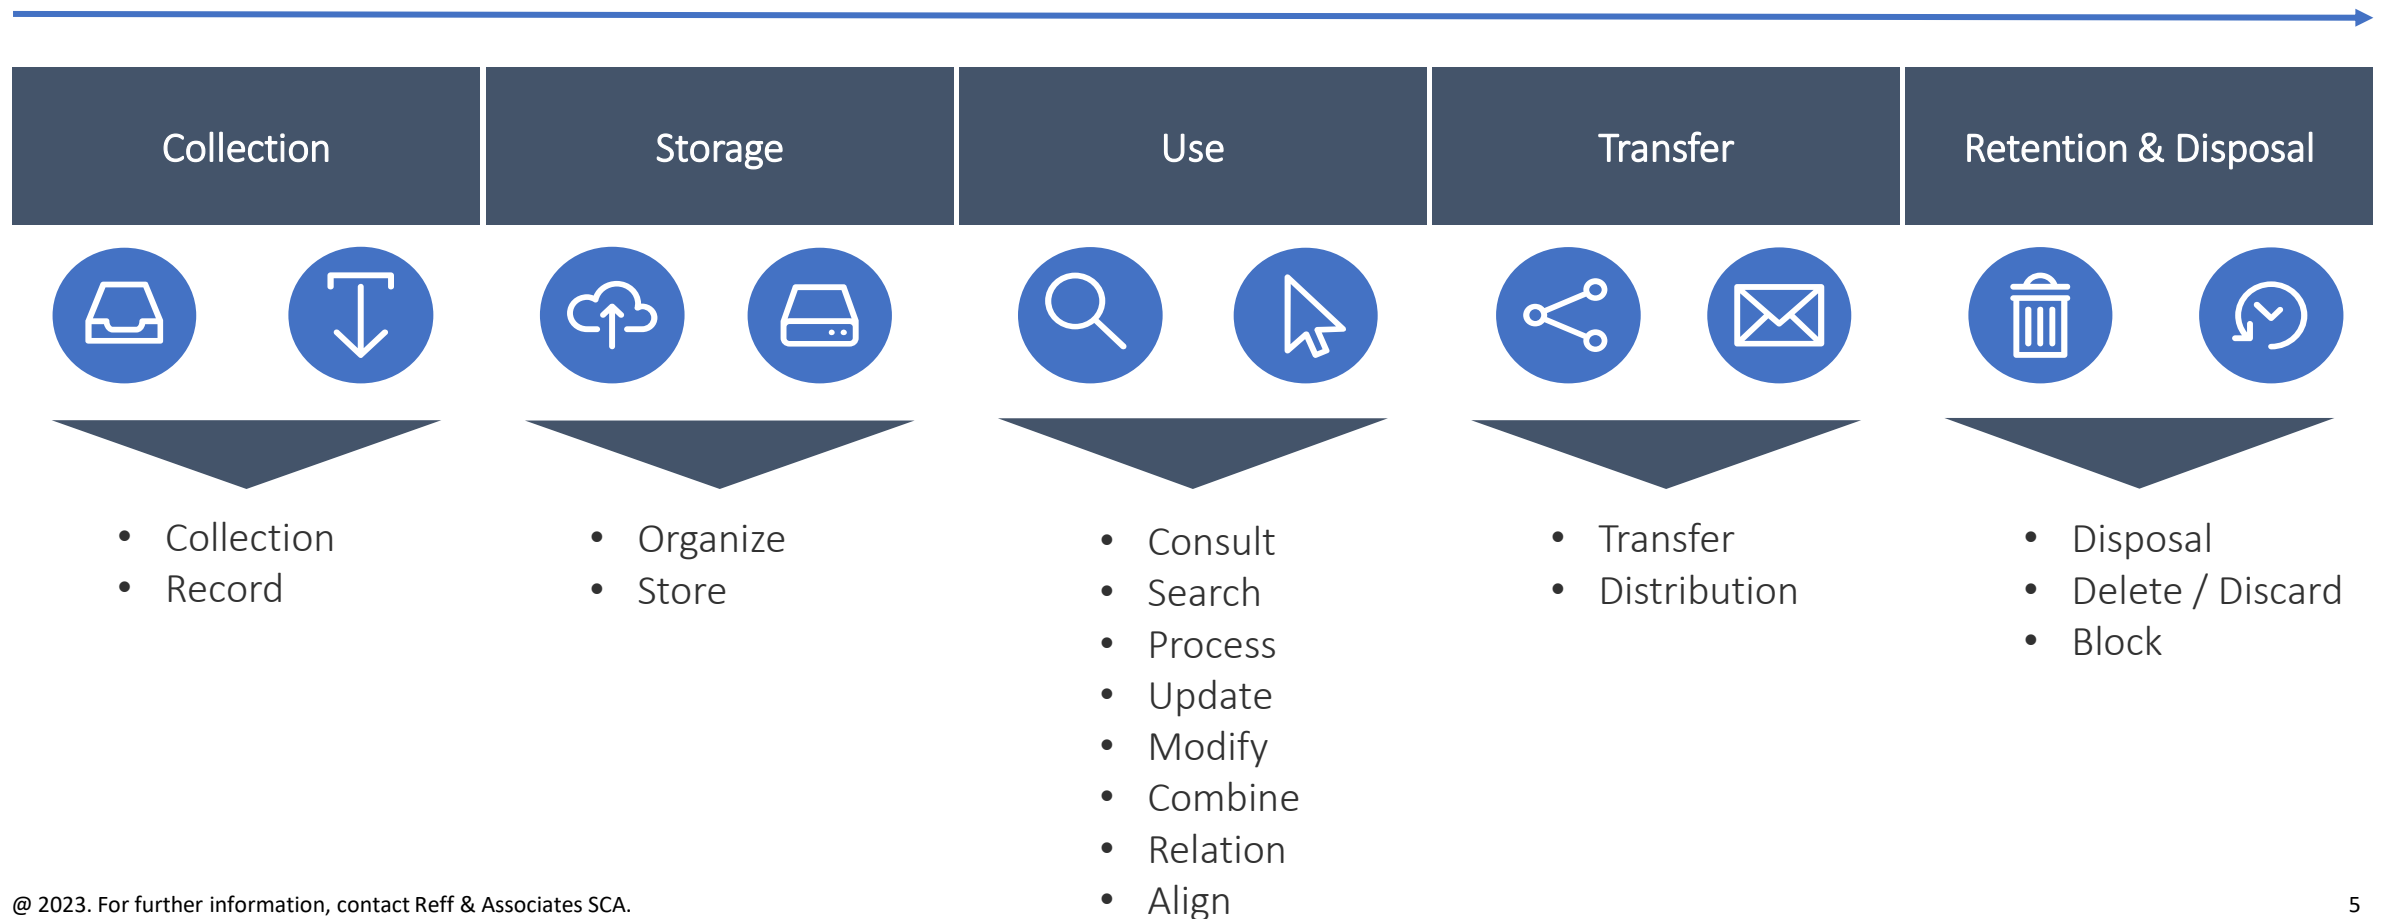 Collection
Storage
Use
Transfer
Retention & Disposal
• Collection
• Record
• Organize
• Store
• Consult
• Search
• Process
• Update
• Modify
• Combine
• Relation
• Align
• Transfer
• Distribution
• Disposal
• Delete / Discard
• Block
@ 2023. For further information, contact Reff & Associates SCA.
5